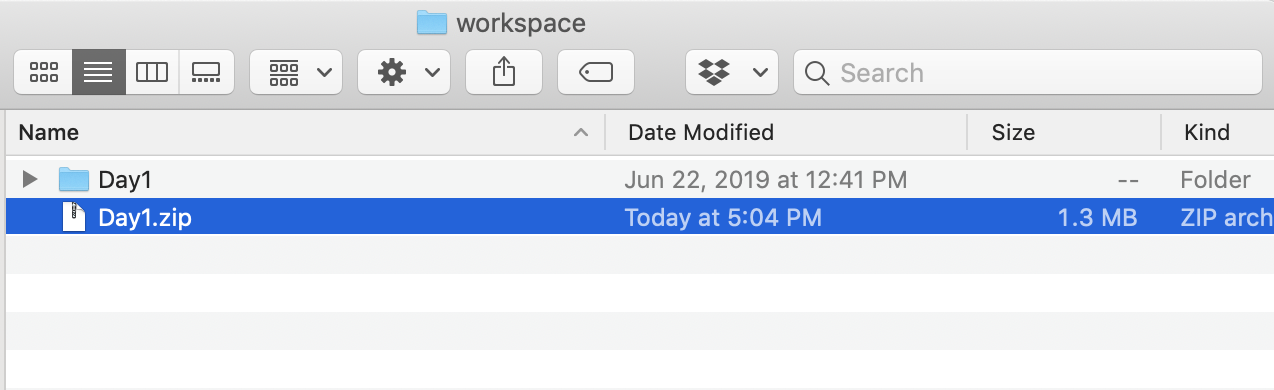 workspace
Search
Name Date Modified Size Kind
Day1 Jun 22, 2019 at 12:41 PM -- Folder
Day1.zip Today at 5:04 PM 1.3 MB ZIP arch